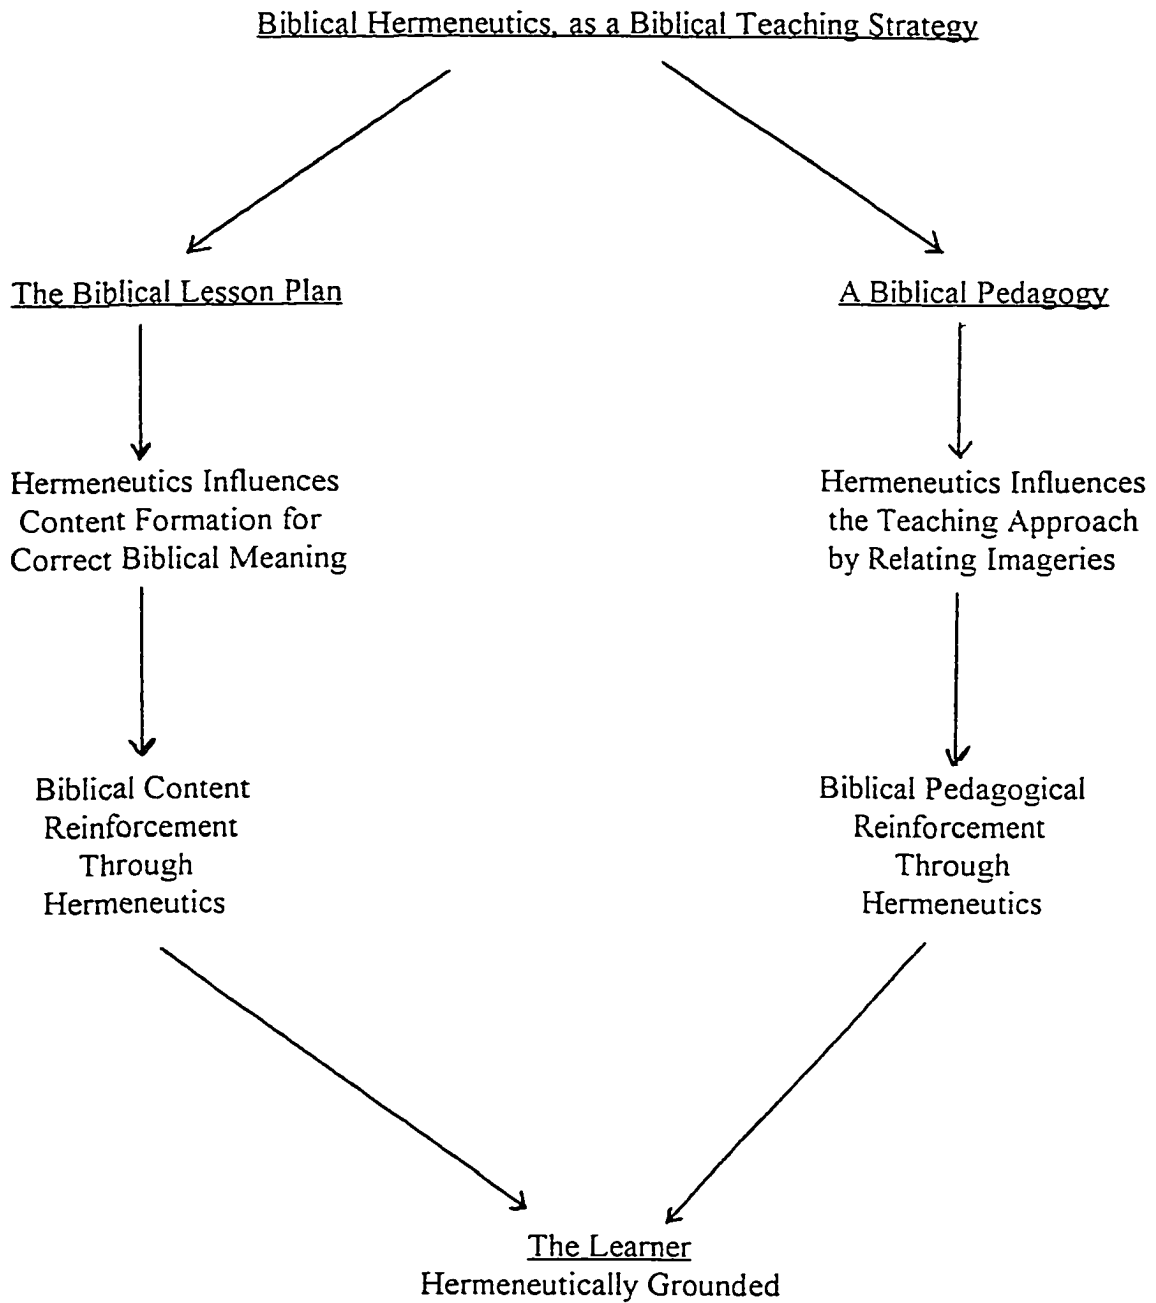 Biblical Hermeneutics, as a Biblical Teaching Strategy
The Biblical Lesson Plan
A Biblical Pedagogy
Hermeneutics Influences
Content Formation for
Correct Biblical Meaning
Hermeneutics Influences
the Teaching Approach
by Relating Imageries
Biblical Content
Reinforcement
Through
Hermeneutics
Biblical Pedagogical
Reinforcement
Through
Hermeneutics
The Learner
Hermeneutically Grounded